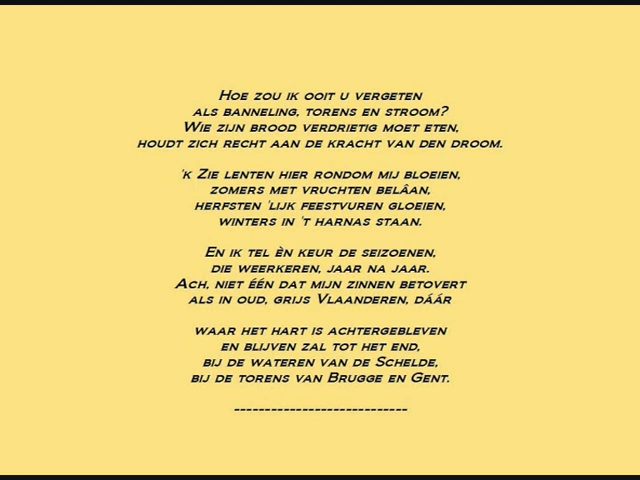 Hoe zou ik ooit u vergeten
als banneling, torens en stroom?
Wie zijn brood verdrietig moet eten,
houdt zich recht aan de kracht van den droom.
'k Zie lenten hier rondom mij bloeien,
zomers met vruchten belâan,
herfsten 'lijk feestvuren gloeien,
winters in 't harnas staan.
En ik tel èn keur de seizoenen,
die weerkeren, jaar na jaar.
Ach, niet één dat mijn zinnen betovert
als in oud, grijs Vlaanderen, dáár
waar het hart is achtergebleven
en blijven zal tot het end,
bij de wateren van de Schelde,
bij de torens van Brugge en Gent.
----------------------------